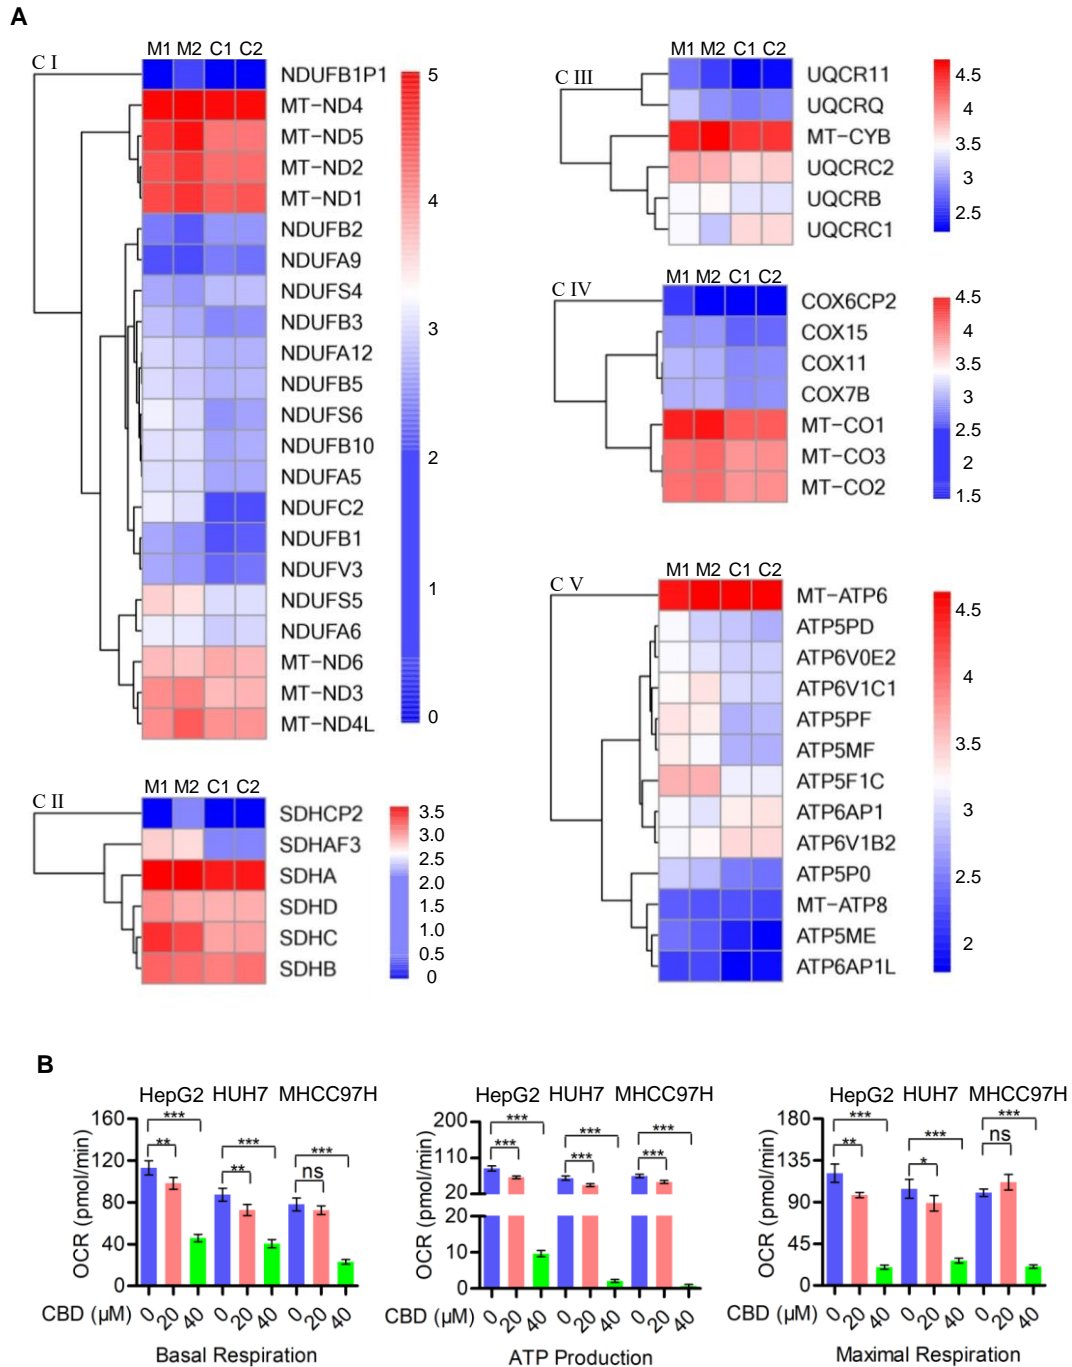 A
C I
M1 M2 C1 C2
NDUFB1P1
MT-ND4
MT-ND5
MT-ND2
MT-ND1
NDUFB2
NDUFA9
NDUFS4
NDUFB3
NDUFA12
NDUFB5
NDUFS6
NDUFB10
NDUFA5
NDUFC2
NDUFB1
NDUFV3
NDUFS5
NDUFA6
MT-ND6
MT-ND3
MT-ND4L
5
4
3
2
1
0
C II
M1 M2 C1 C2
SDHCP2
SDHAF3
SDHA
SDHD
SDHC
SDHB
3.5
3.0
2.5
2.0
1.5
1.0
0.5
0
C III
M1 M2 C1 C2
UQCR11
UQCRQ
MT-CYB
UQCRC2
UQCRB
UQCRC1
4.5
4
3.5
3
2.5
C IV
M1 M2 C1 C2
COX6CP2
COX15
COX11
COX7B
MT-CO1
MT-CO3
MT-CO2
4.5
4
3.5
3
2.5
2
1.5
C V
M1 M2 C1 C2
MT-ATP6
ATP5PD
ATP6V0E2
ATP6V1C1
ATP5PF
ATP5MF
ATP5F1C
ATP6AP1
ATP6V1B2
ATP5P0
MT-ATP8
ATP5ME
ATP6AP1L
4.5
4
3.5
3
2.5
2
B
HepG2 HUH7 MHCC97H
OCR (pmol/min)
160
120
80
40
0
*** ** *** ** *** ns
CBD (µM) 0 20 40 0 20 40 0 20 40
Basal Respiration
HepG2 HUH7 MHCC97H
OCR (pmol/min)
200
110
20
20
10
0
*** *** *** *** *** ***
CBD (µM) 0 20 40 0 20 40 0 20 40
ATP Production
HepG2 HUH7 MHCC97H
OCR (pmol/min)
180
135
90
45
0
*** ** *** * *** ns
CBD (µM) 0 20 40 0 20 40 0 20 40
Maximal Respiration